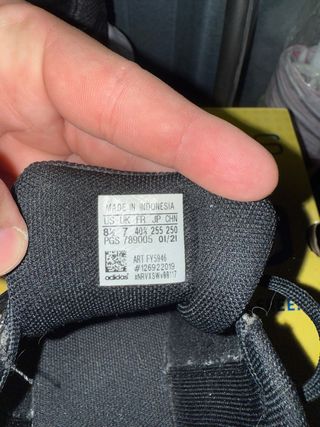 MADE IN INDONESIA
US UK FR JP CHN
8½ 7 40⅔ 255 250
PGS 789005 01/21
ART FY5946
#126922019
adidas